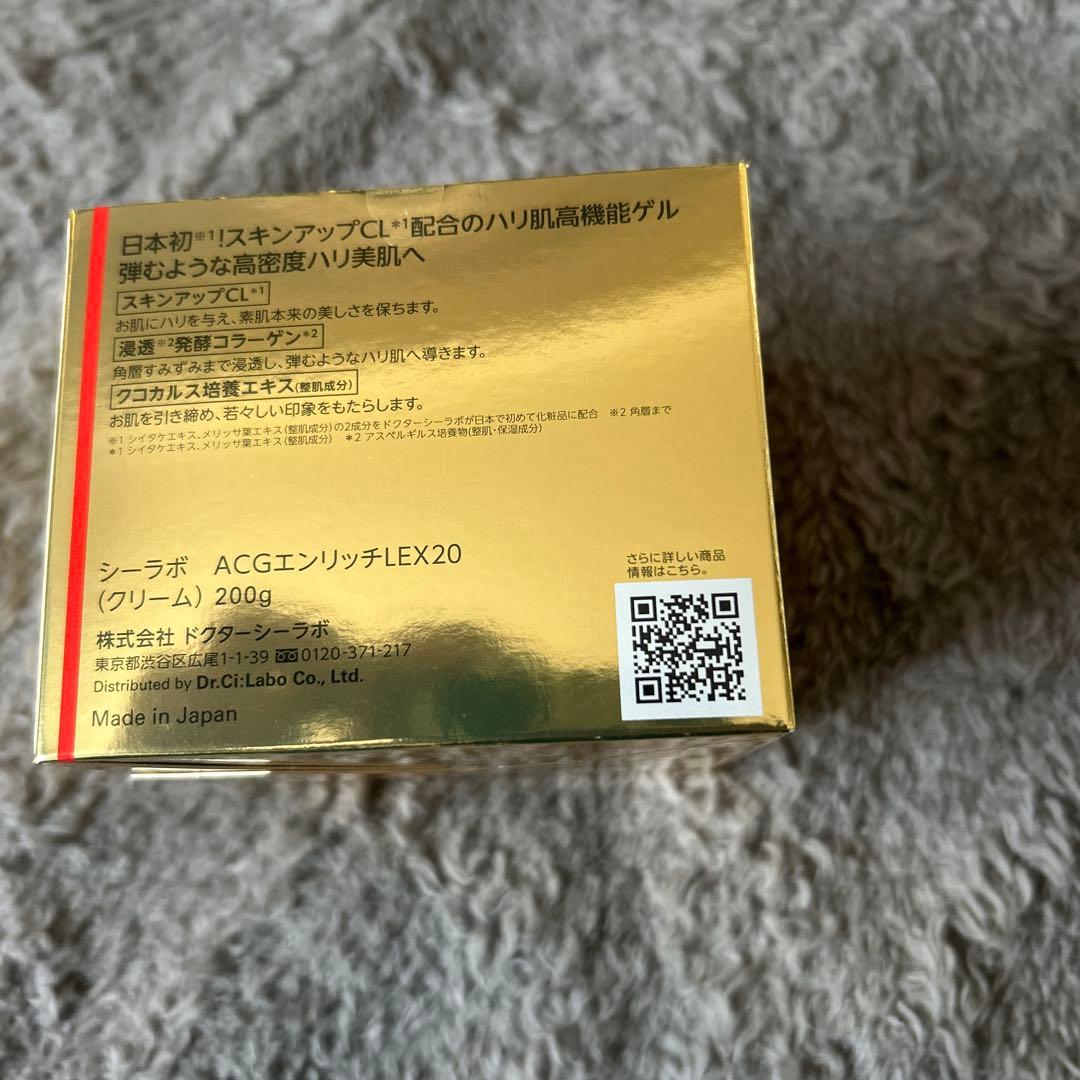 日本初※1!スキンアップCL*1配合のハリ肌高機能ゲル
弾むような高密度ハリ美肌へ
スキンアップCL*1
お肌にハリを与え、素肌本来の美しさを保ちます。
浸透※2発酵コラーゲン*2
角層すみずみまで浸透し、弾むようなハリ肌へ導きます。
クコカルス培養エキス(整肌成分)
お肌を引き締め、若々しい印象をもたらします。
※1 シイタケエキス、メリッサ葉エキス(整肌成分)の2成分をドクターシーラボが日本で初めて化粧品に配合 ※2 角層まで
*1 シイタケエキス、メリッサ葉エキス(整肌成分) *2 アスペルギルス培養物(整肌・保湿成分)
シーラボ ACGエンリッチLEX20
(クリーム) 200g
株式会社 ドクターシーラボ
東京都渋谷区広尾1-1-39 0120-371-217
Distributed by Dr.Ci:Labo Co., Ltd.
Made in Japan
さらに詳しい商品
情報はこちら。